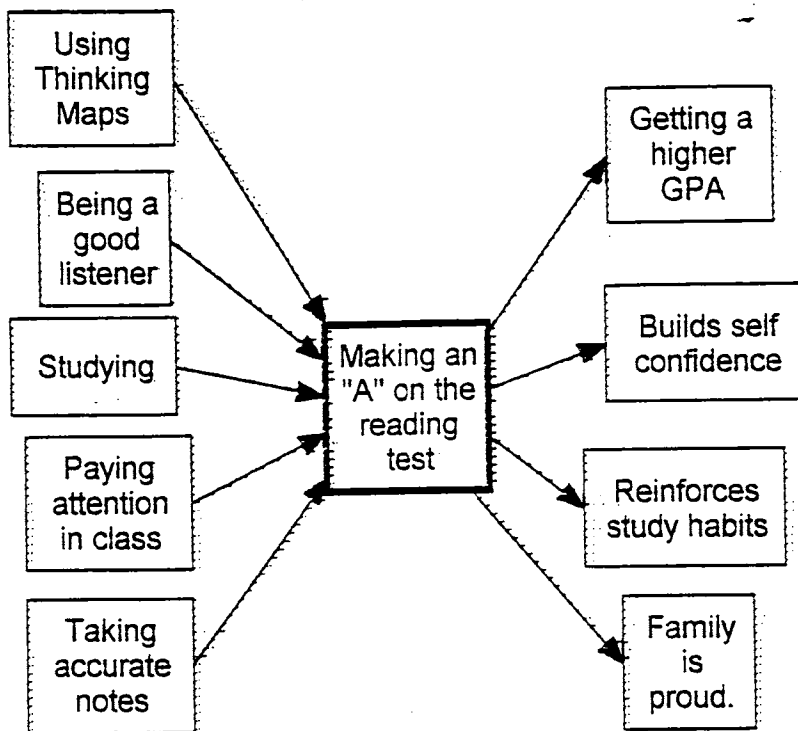 Using
Thinking
Maps
Being a
good
listener
Studying
Paying
attention
in class
Taking
accurate
notes
Making an
"A" on the
reading
test
Getting a
higher
GPA
Builds self
confidence
Reinforces
study habits
Family
is
proud.